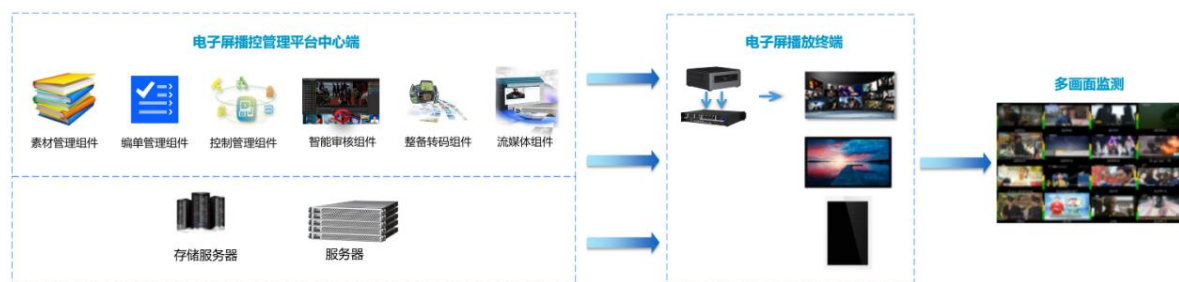 电子屏播控管理平台中心端
素材管理组件
编单管理组件
控制管理组件
智能审核组件
整备转码组件
流媒体组件
存储服务器
服务器
电子屏播放终端
多画面监测